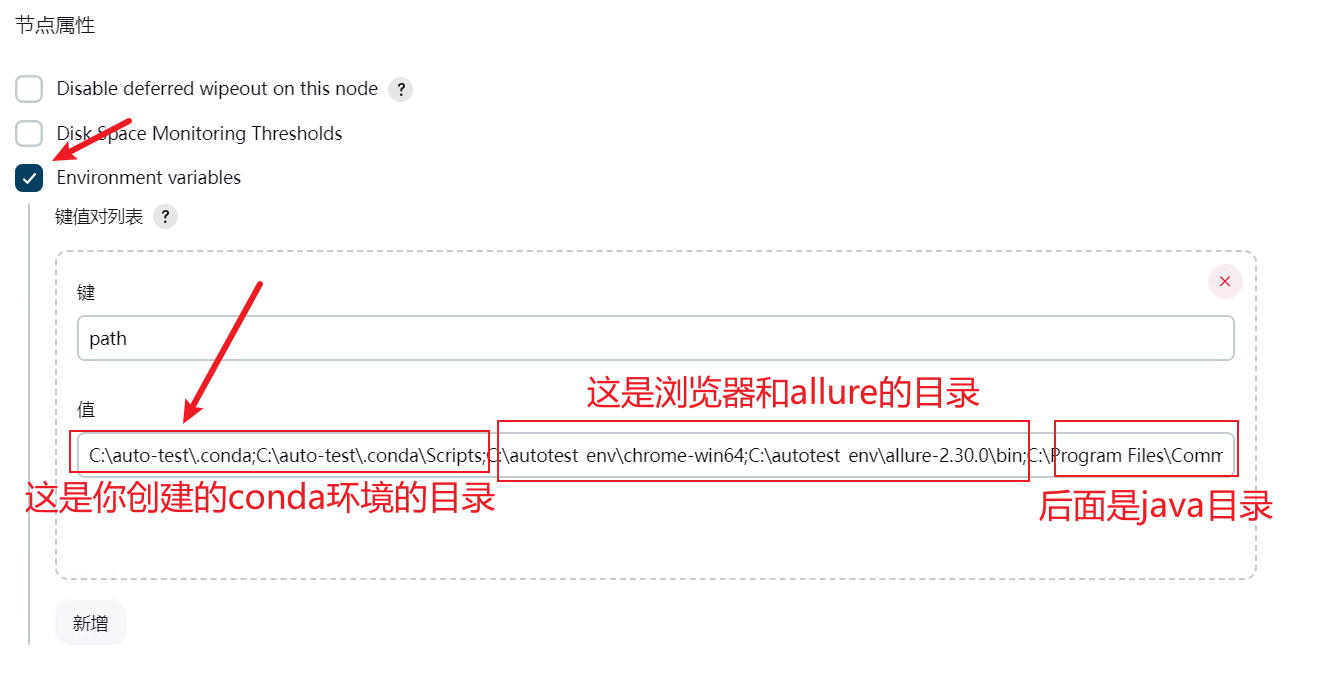 节点属性
Disable deferred wipeout on this node ?
Disk Space Monitoring Thresholds
Environment variables
键值对列表 ?
键
path
这是浏览器和allure的目录
值
C:\auto-test\.conda;C:\auto-test\.conda\Scripts;C:\autotest env\chrome-win64;C:\autotest env\allure-2.30.0\bin;C:\Program Files\Comm
这是你创建的conda环境的目录
后面是java目录
新增